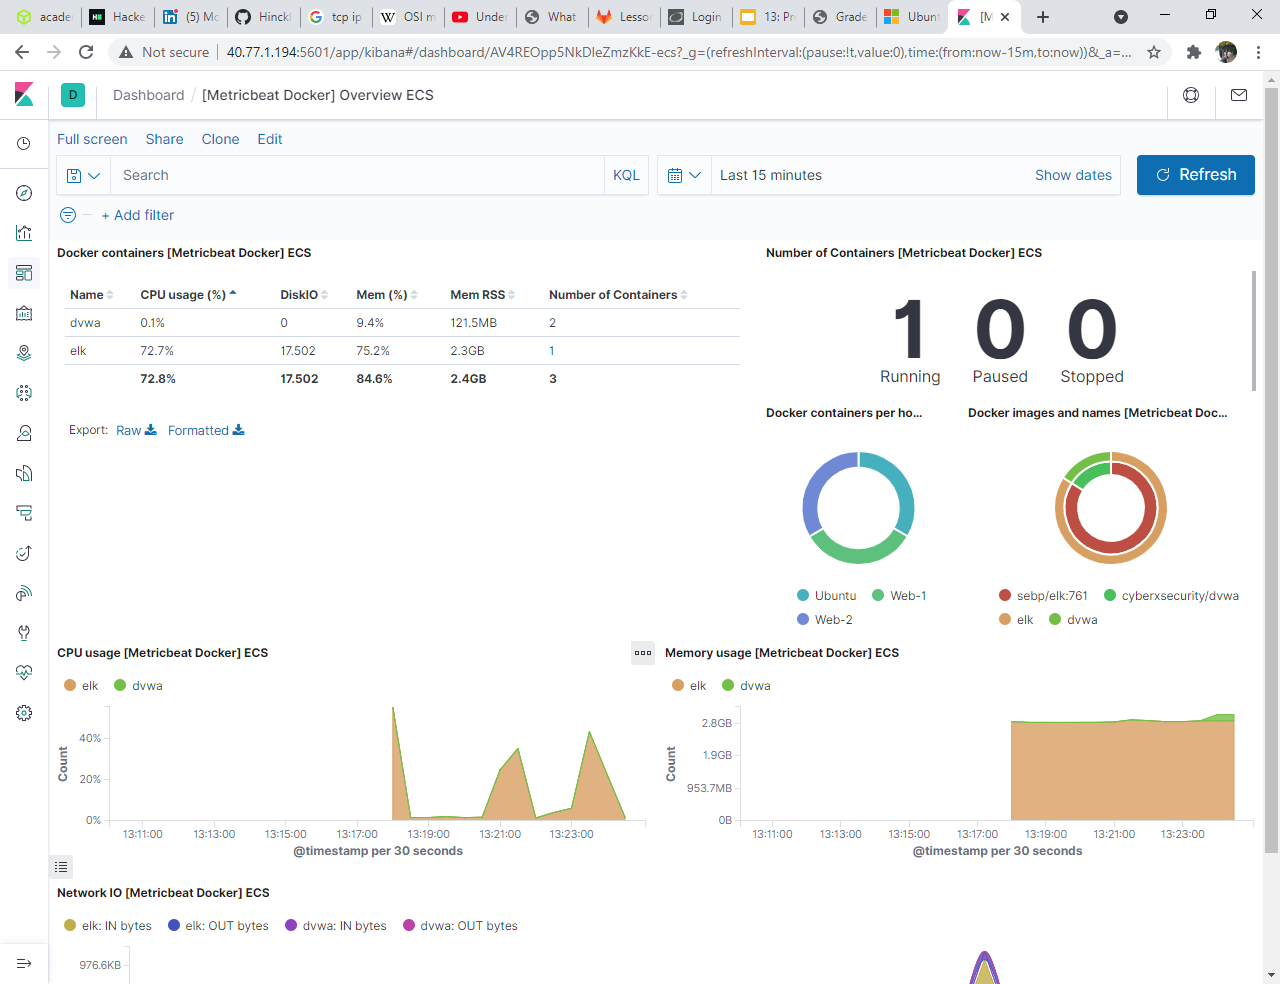 acade
Hacke
(5) Mo
Hinckl
tcp ip
OSI m
Under
What
Lesso
Login
13: Pr
Grade
Ubunt
[M
Not secure
40.77.1.194:5601/app/kibana#/dashboard/AV4REOpp5NkDleZmzKkE-ecs?_g=(refreshInterval:(pause:!t,value:0),time:(from:now-15m,to:now))&_a=...
D
Dashboard / [Metricbeat Docker] Overview ECS
Full screen Share Clone Edit
Search KQL
Last 15 minutes Show dates
Refresh
+ Add filter
Docker containers [Metricbeat Docker] ECS
Name CPU usage (%) DiskIO Mem (%) Mem RSS Number of Containers
dvwa 0.1% 0 9.4% 121.5MB 2
elk 72.7% 17.502 75.2% 2.3GB 1
72.8% 17.502 84.6% 2.4GB 3
Export: Raw Formatted
Number of Containers [Metricbeat Docker] ECS
1 0 0
Running Paused Stopped
Docker containers per ho...
Ubuntu Web-1
Web-2
Docker images and names [Metricbeat Doc...
sebp/elk:761 cyberxsecurity/dvwa
elk dvwa
CPU usage [Metricbeat Docker] ECS
elk dvwa
Count
40%
20%
0%
13:11:00 13:13:00 13:15:00 13:17:00 13:19:00 13:21:00 13:23:00
@timestamp per 30 seconds
Memory usage [Metricbeat Docker] ECS
elk dvwa
Count
2.8GB
1.9GB
953.7MB
0B
13:11:00 13:13:00 13:15:00 13:17:00 13:19:00 13:21:00 13:23:00
@timestamp per 30 seconds
Network IO [Metricbeat Docker] ECS
elk: IN bytes elk: OUT bytes dvwa: IN bytes dvwa: OUT bytes
976.6KB